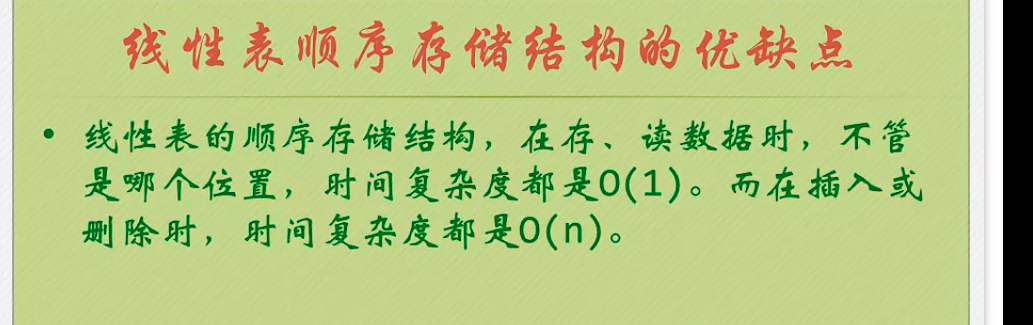 线性表顺序存储结构的优缺点
• 线性表的顺序存储结构，在存、读数据时，不管
是哪个位置，时间复杂度都是O(1)。而在插入或
删除时，时间复杂度都是O(n)。